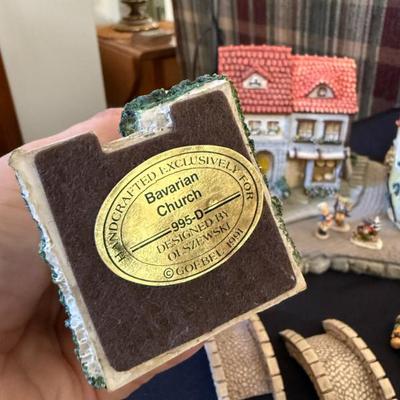 HANDCRAFTED EXCLUSIVELY FOR
Bavarian
Church
995-D
DESIGNED BY
OLSZEWSKI
©GOEBEL 1991